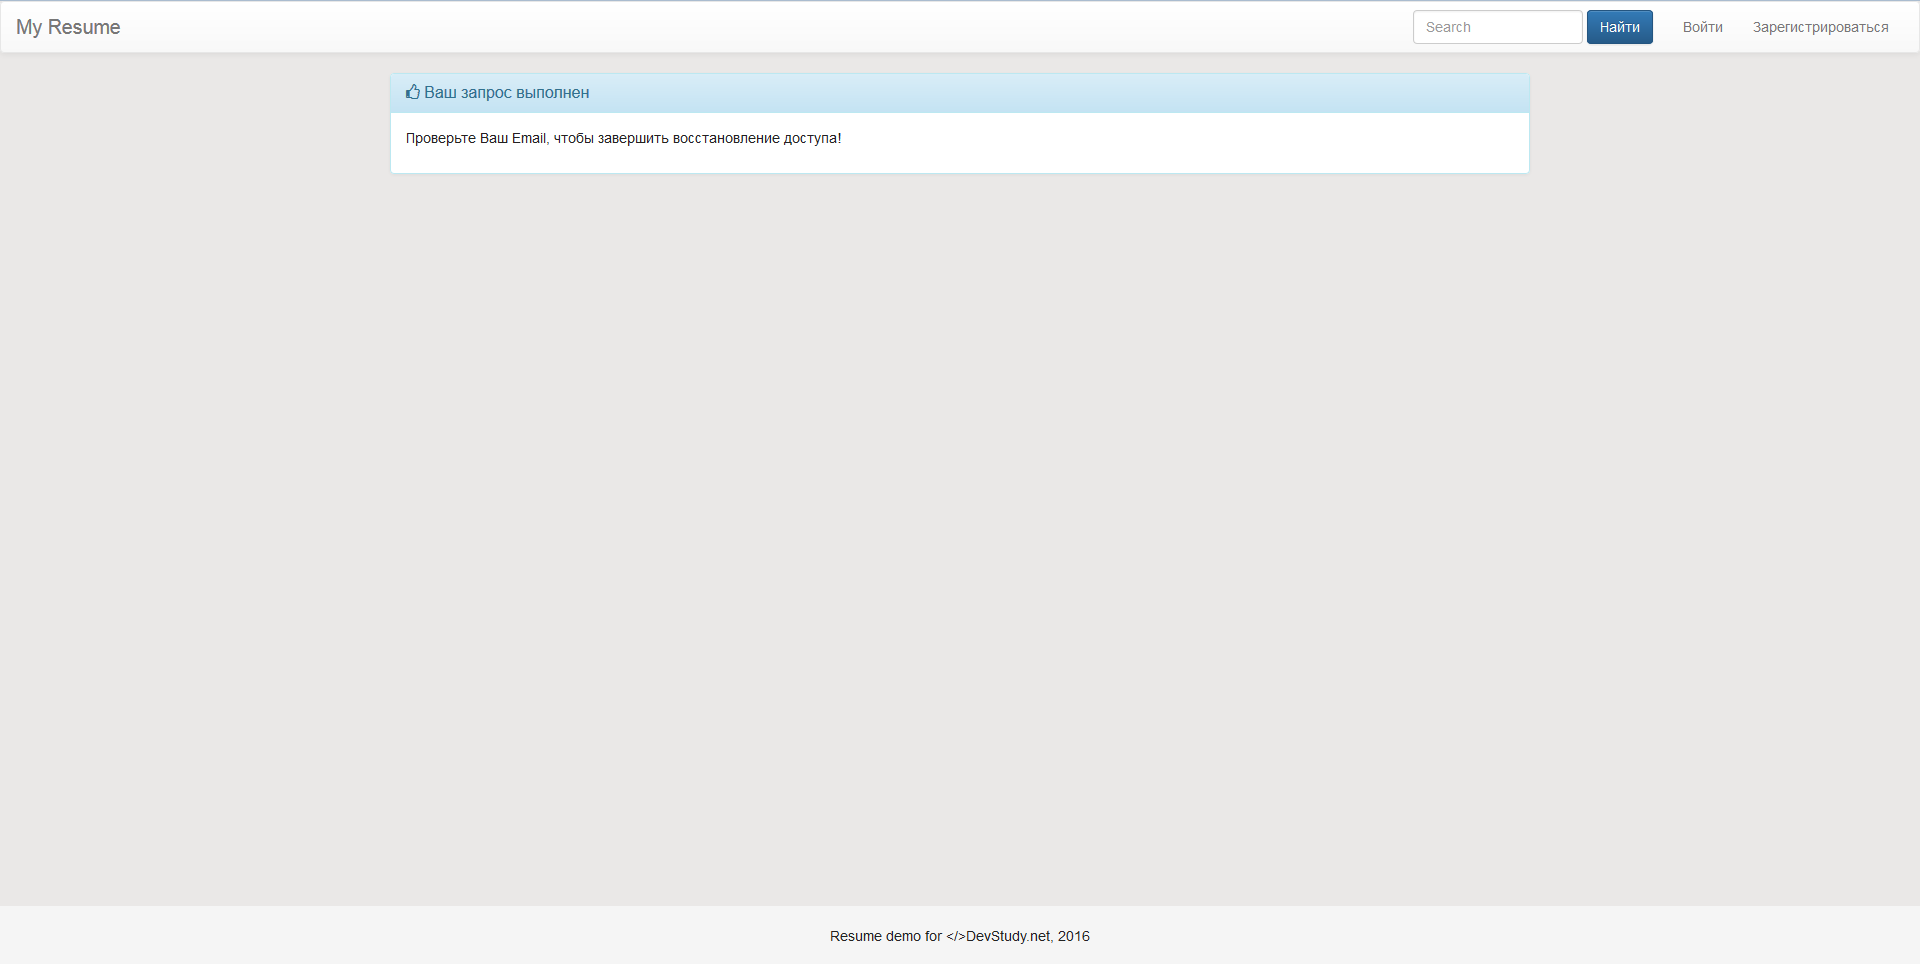 My Resume
Search
Найти
Войти
Зарегистрироваться
Ваш запрос выполнен
Проверьте Ваш Email, чтобы завершить восстановление доступа!
Resume demo for </>DevStudy.net, 2016